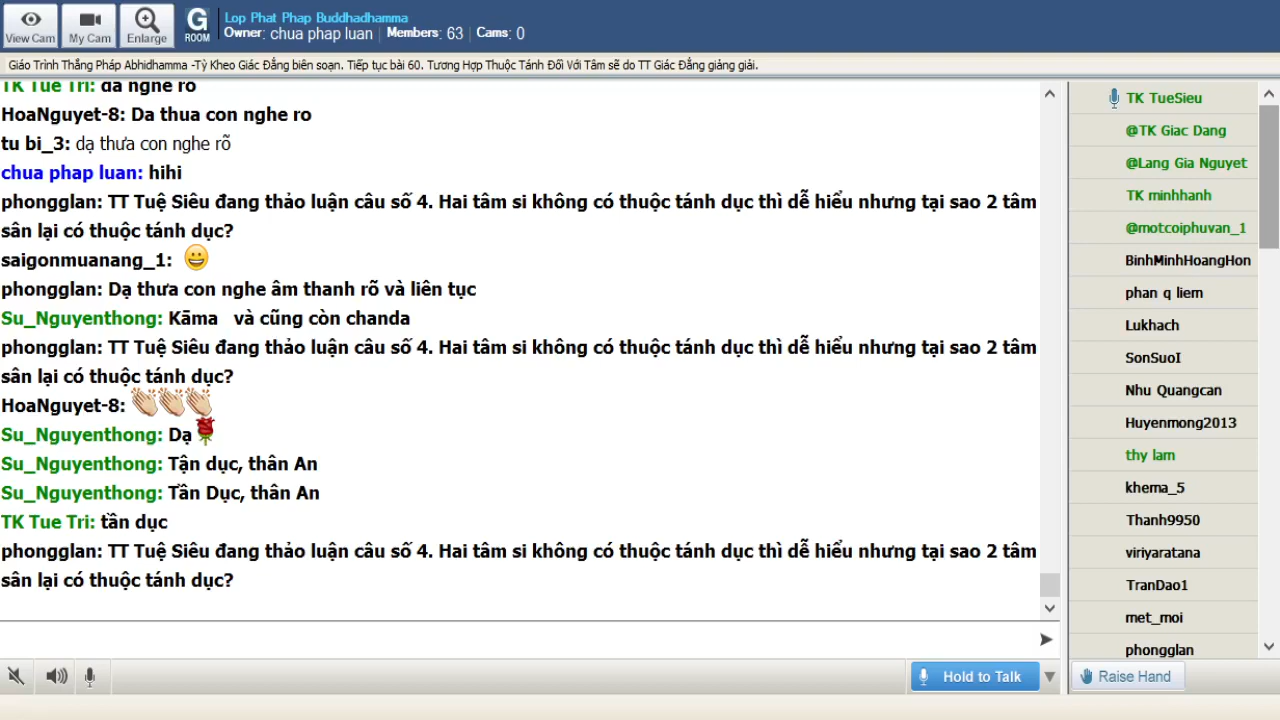 View Cam
My Cam
Enlarge
G
ROOM
Lop Phat Phap Buddhadhamma
Owner: chua phap luan | Members: 63 | Cams: 0
Giáo Trình Thắng Pháp Abhidhamma -Tỳ Kheo Giác Đẳng biên soạn. Tiếp tục bài 60. Tương Hợp Thuộc Tánh Đối Với Tâm sẽ do TT Giác Đẳng giảng giải.
TK Tue Tri: da nghe ro
HoaNguyet-8: Da thua con nghe ro
tu bi_3: dạ thưa con nghe rõ
chua phap luan: hihi
phongglan: TT Tuệ Siêu đang thảo luận câu số 4. Hai tâm si không có thuộc tánh dục thì dễ hiểu nhưng tại sao 2 tâm
sân lại có thuộc tánh dục?
saigonmuanang_1:
phongglan: Dạ thưa con nghe âm thanh rõ và liên tục
Su_Nguyenthong: Kāma và cũng còn chanda
phongglan: TT Tuệ Siêu đang thảo luận câu số 4. Hai tâm si không có thuộc tánh dục thì dễ hiểu nhưng tại sao 2 tâm
sân lại có thuộc tánh dục?
HoaNguyet-8:
Su_Nguyenthong: Dạ
Su_Nguyenthong: Tận dục, thân An
Su_Nguyenthong: Tần Dục, thân An
TK Tue Tri: tần dục
phongglan: TT Tuệ Siêu đang thảo luận câu số 4. Hai tâm si không có thuộc tánh dục thì dễ hiểu nhưng tại sao 2 tâm
sân lại có thuộc tánh dục?
TK TueSieu
@TK Giac Dang
@Lang Gia Nguyet
TK minhhanh
@motcoiphuvan_1
BinhMinhHoangHon
phan q liem
Lukhach
SonSuoI
Nhu Quangcan
Huyenmong2013
thy lam
khema_5
Thanh9950
viriyaratana
TranDao1
met_moi
phongglan
Hold to Talk
Raise Hand